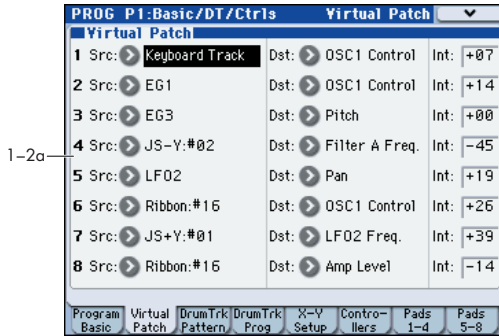 PROG P1:Basic/DT/Ctrls Virtual Patch
Virtual Patch
1 Src: Keyboard Track Dst: OSC1 Control Int: +07
2 Src: EG1 Dst: OSC1 Control Int: +14
3 Src: EG3 Dst: Pitch Int: +00
1–2a
4 Src: JS-Y:#02 Dst: Filter A Freq. Int: -45
5 Src: LFO2 Dst: Pan Int: +19
6 Src: Ribbon:#16 Dst: OSC1 Control Int: +26
7 Src: JS+Y:#01 Dst: LFO2 Freq. Int: +39
8 Src: Ribbon:#16 Dst: Amp Level Int: -14
Program Virtual DrumTrk DrumTrk X-Y Contro- Pads Pads
Basic Patch Pattern Prog Setup llers 1-4 5-8